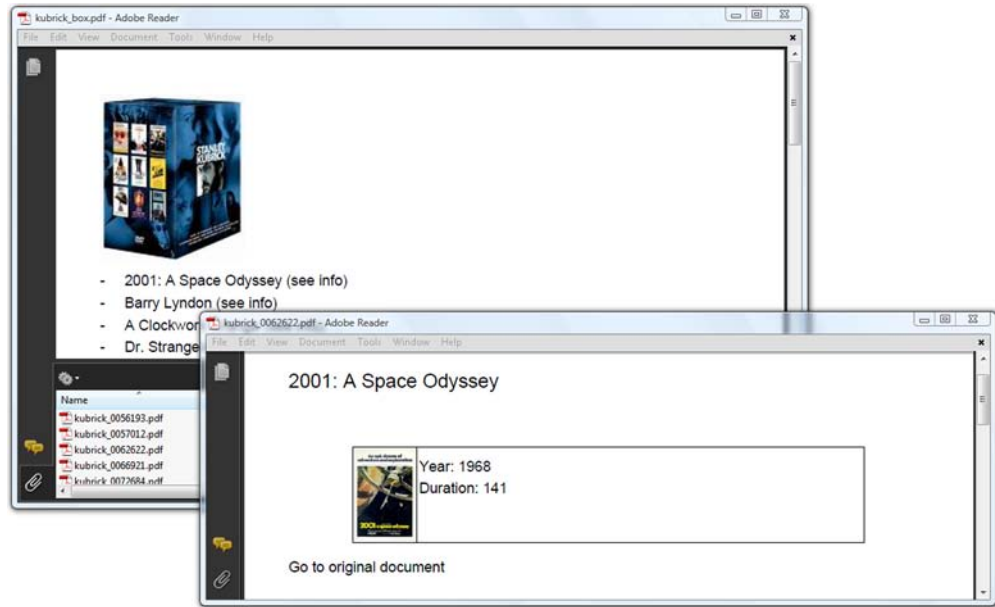 kubrick_box.pdf - Adobe Reader
File Edit View Document Tools Window Help
STANLEY
KUBRICK
- 2001: A Space Odyssey (see info)
- Barry Lyndon (see info)
- A Clockwor
- Dr. Strange
Name
kubrick_0056193.pdf
kubrick_0057012.pdf
kubrick_0062622.pdf
kubrick_0066921.pdf
kubrick_0072684.pdf
kubrick_0062622.pdf - Adobe Reader
File Edit View Document Tools Window Help
2001: A Space Odyssey
Year: 1968
Duration: 141
Go to original document